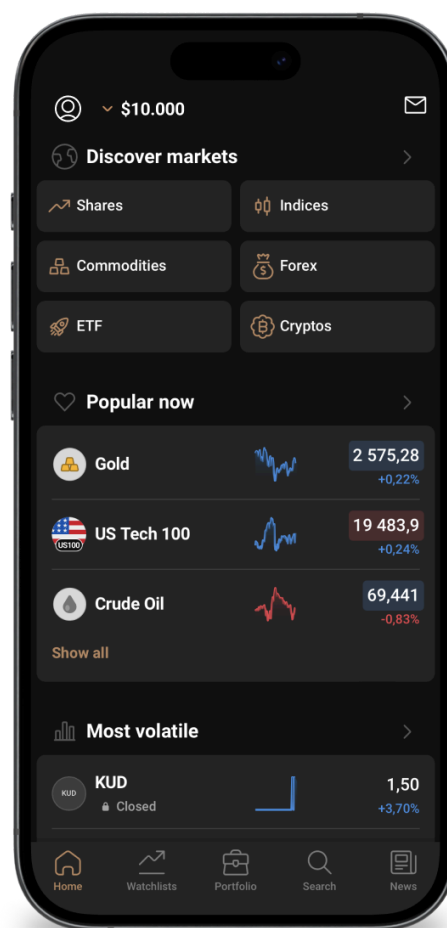 $10.000
Discover markets
Shares
Indices
Commodities
Forex
ETF
Cryptos
Popular now
Gold
2 575,28
+0,22%
US100
US Tech 100
19 483,9
+0,24%
Crude Oil
69,441
-0,83%
Show all
Most volatile
KUD
KUD
Closed
1,50
+3,70%
Home
Watchlists
Portfolio
Search
News